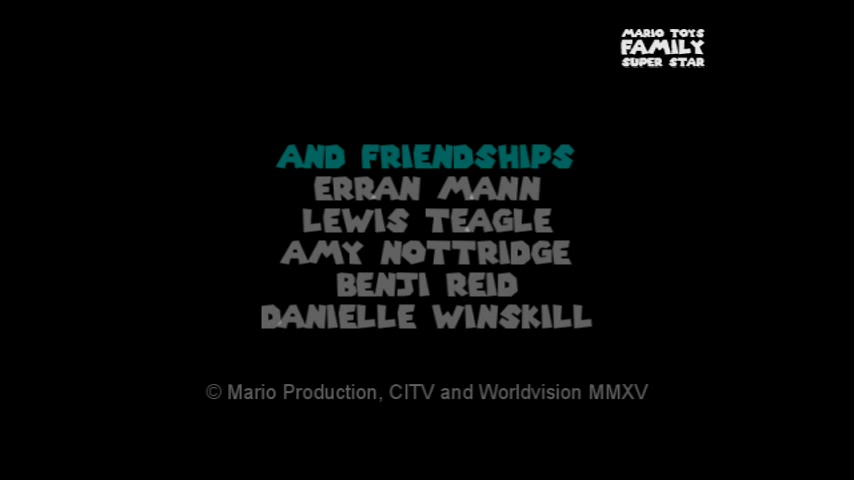 MARIO TOYS
FAMILY
SUPER STAR
AND FRIENDSHIPS
ERRAN MANN
LEWIS TEAGLE
AMY NOTTRIDGE
BENJI REID
DANIELLE WINSKILL
© Mario Production, CITV and Worldvision MMXV